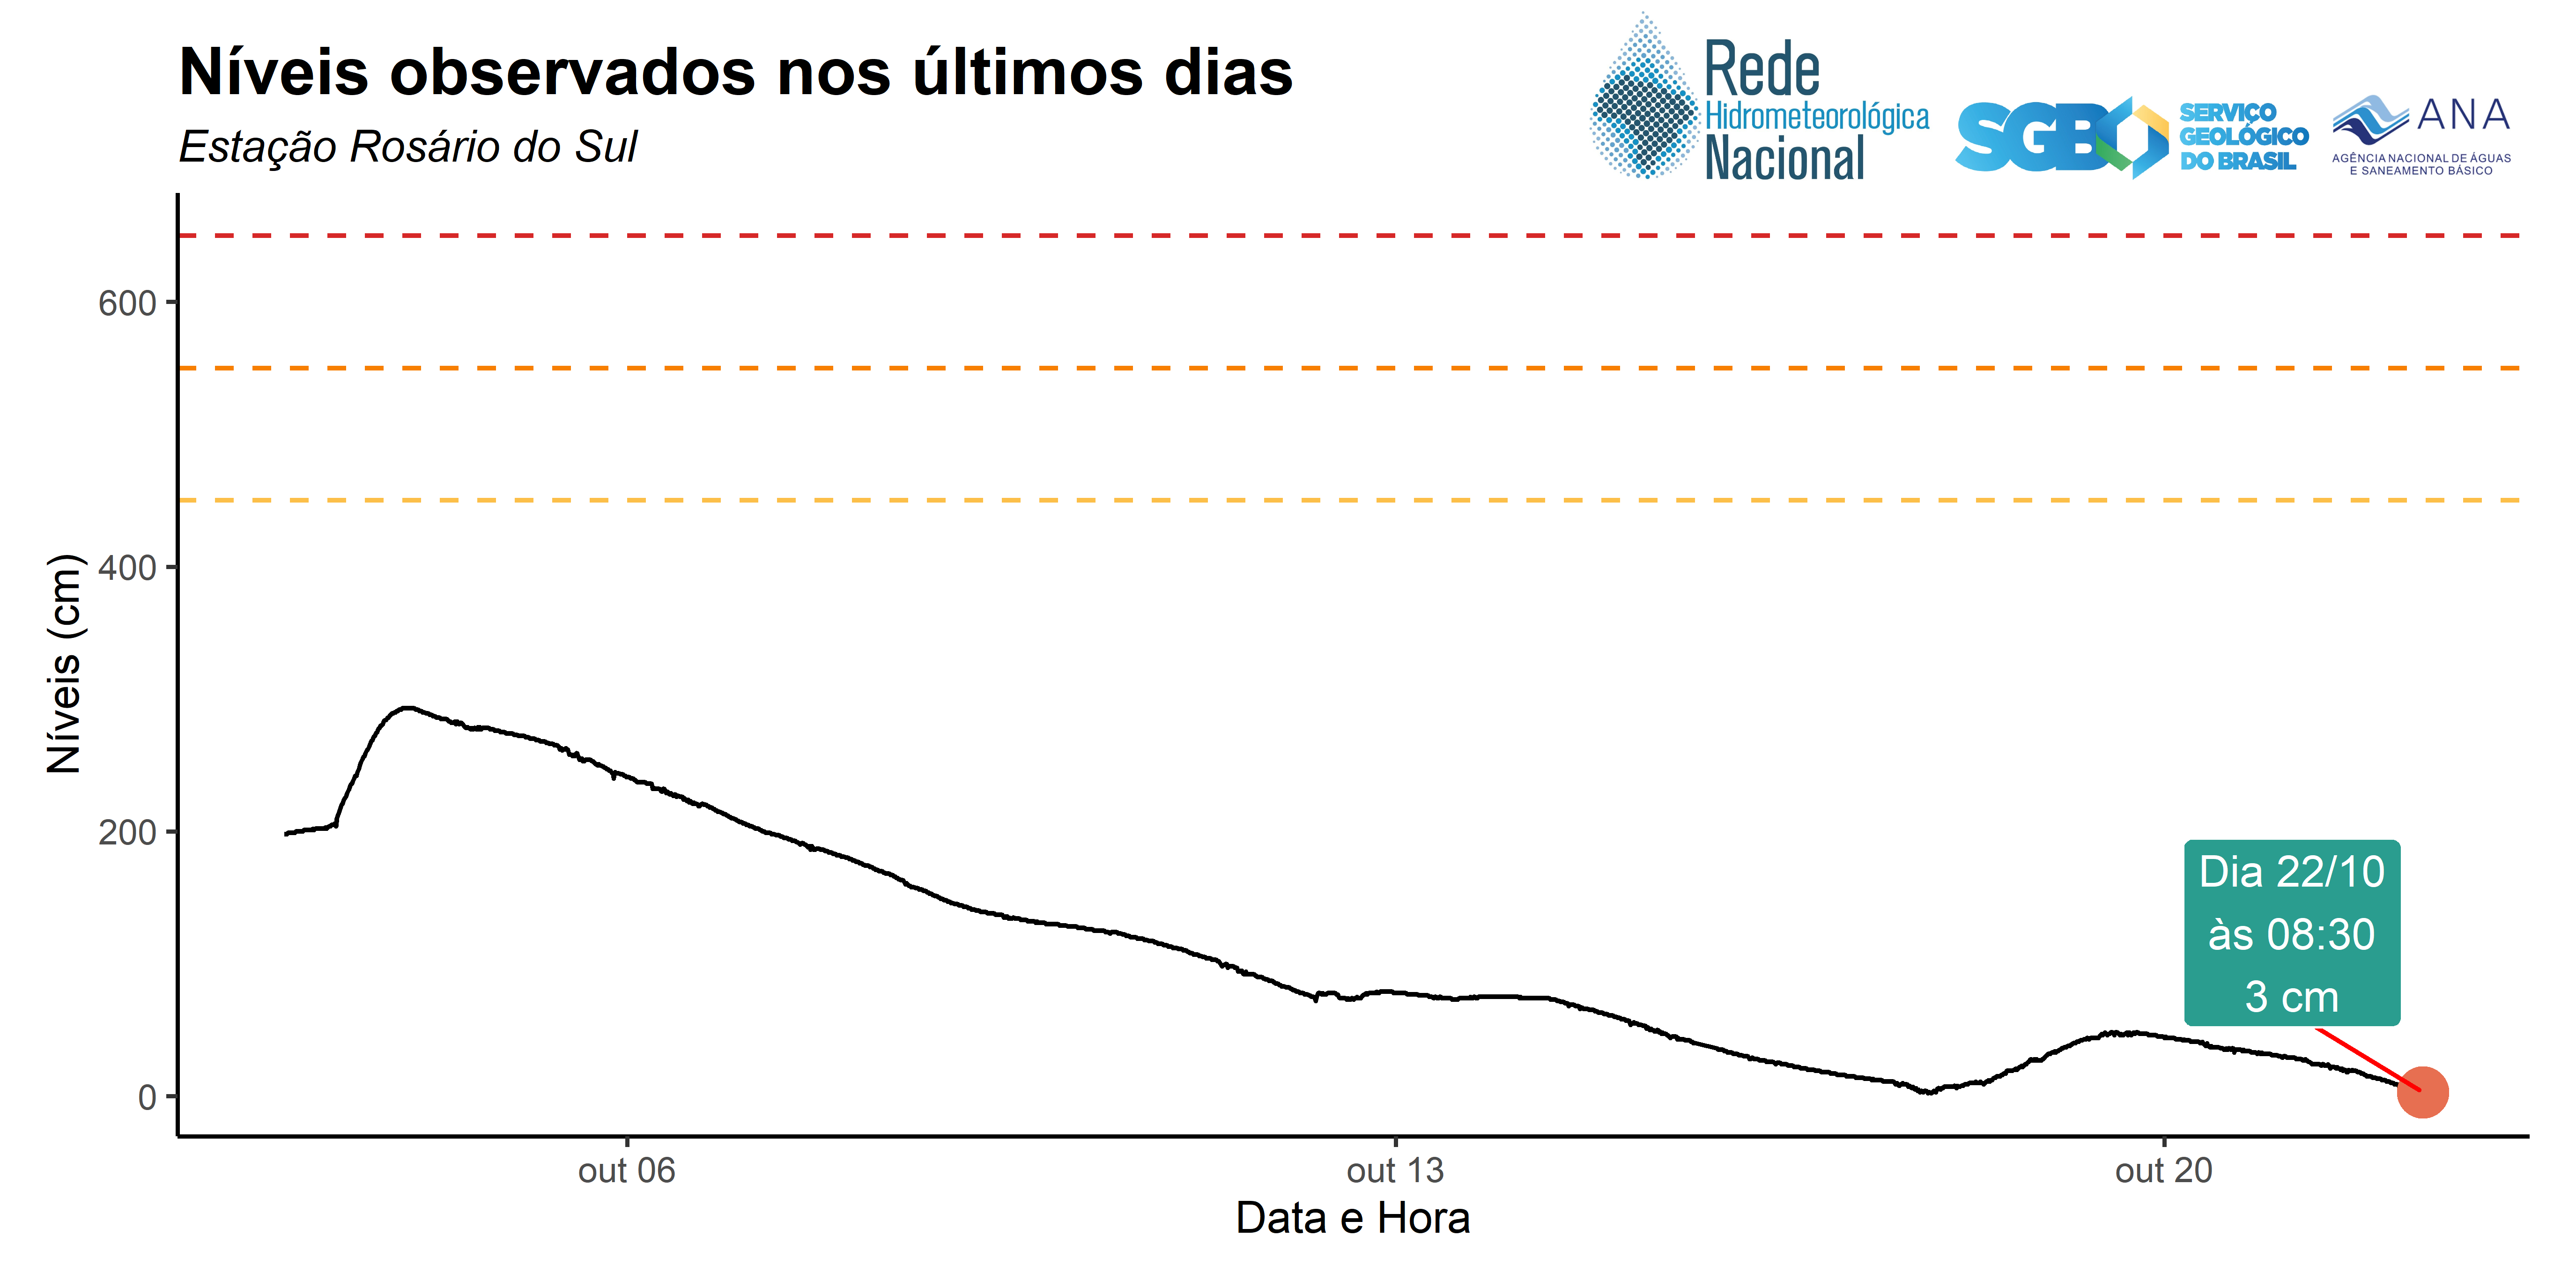 Níveis observados nos últimos dias
Estação Rosário do Sul
Rede
Hidrometeorológica
Nacional
SGB
SERVIÇO
GEOLÓGICO
DO BRASIL
ANA
AGÊNCIA NACIONAL DE ÁGUAS
E SANEAMENTO BÁSICO
Níveis (cm)
600
400
200
0
Dia 22/10
às 08:30
3 cm
out 06
out 13
out 20
Data e Hora